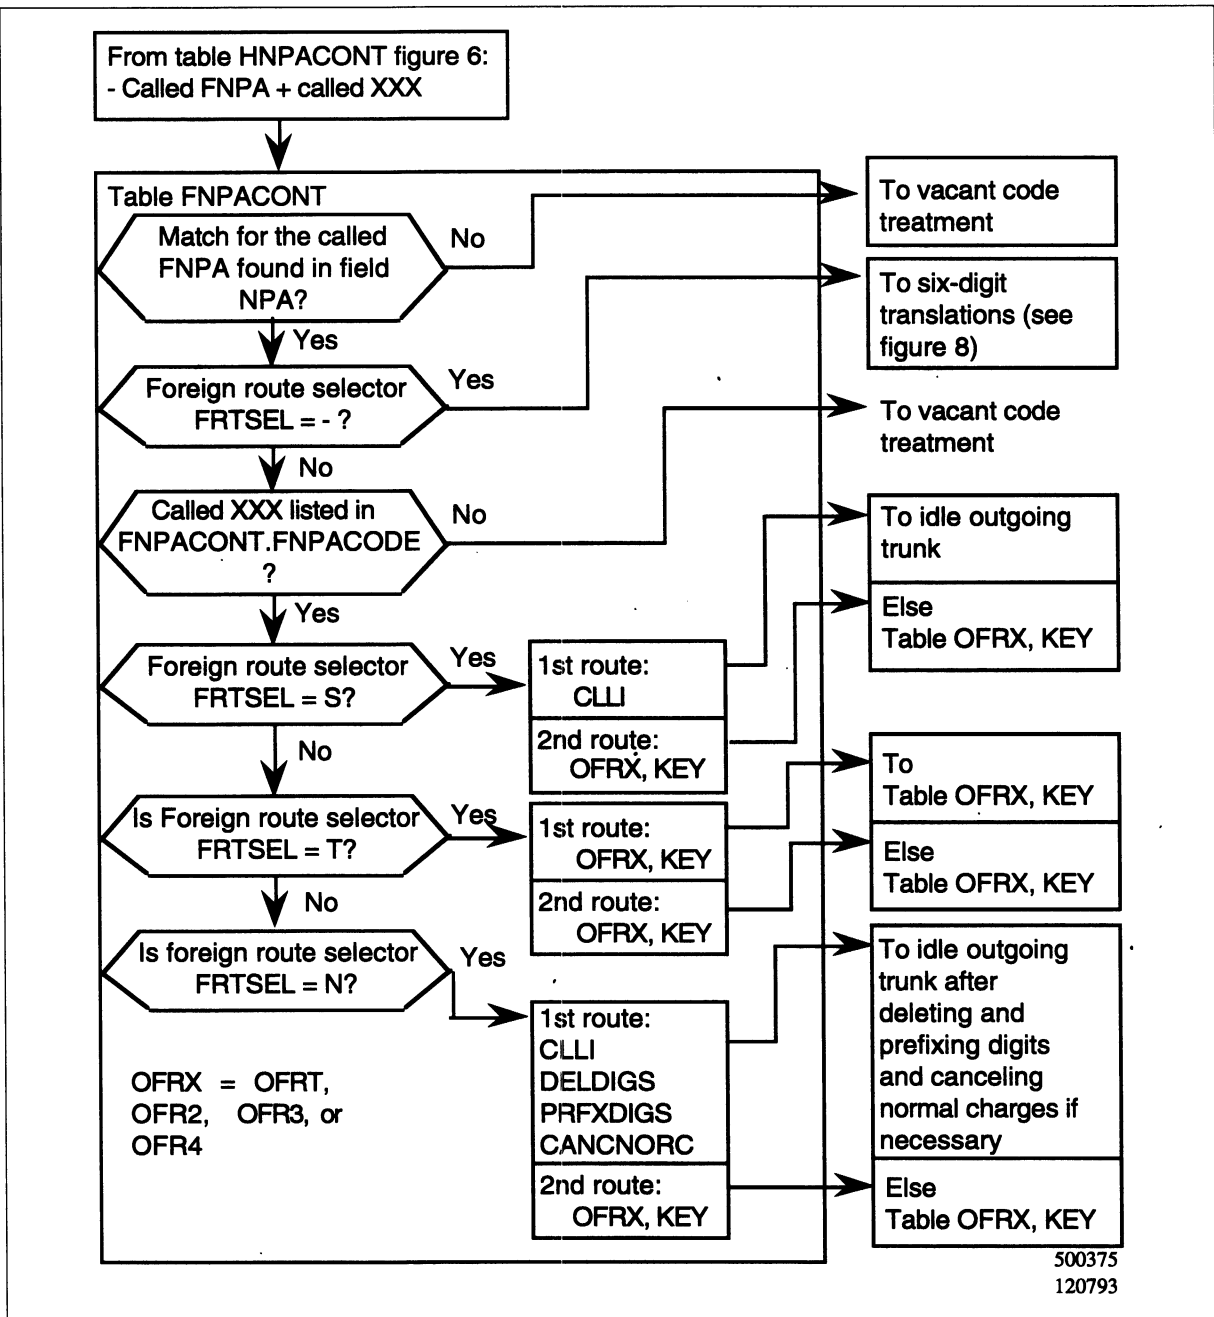 From table HNPACONT figure 6:
- Called FNPA + called XXX
Table FNPACONT
Match for the called
FNPA found in field
NPA?
No
To vacant code
treatment
Yes
Foreign route selector
FRTSEL = - ?
Yes
To six-digit
translations (see
figure 8)
No
Called XXX listed in
FNPACONT.FNPACODE
?
No
To vacant code
treatment
Yes
Foreign route selector
FRTSEL = S?
Yes
1st route:
CLLI
2nd route:
OFRX, KEY
To idle outgoing
trunk
Else
Table OFRX, KEY
No
Is Foreign route selector
FRTSEL = T?
Yes
1st route:
OFRX, KEY
2nd route:
OFRX, KEY
To
Table OFRX, KEY
Else
Table OFRX, KEY
No
Is foreign route selector
FRTSEL = N?
Yes
1st route:
CLLI
DELDIGS
PRFXDIGS
CANCNORC
2nd route:
OFRX, KEY
To idle outgoing
trunk after
deleting and
prefixing digits
and canceling
normal charges if
necessary
Else
Table OFRX, KEY
OFRX = OFRT,
OFR2, OFR3, or
OFR4
500375
120793